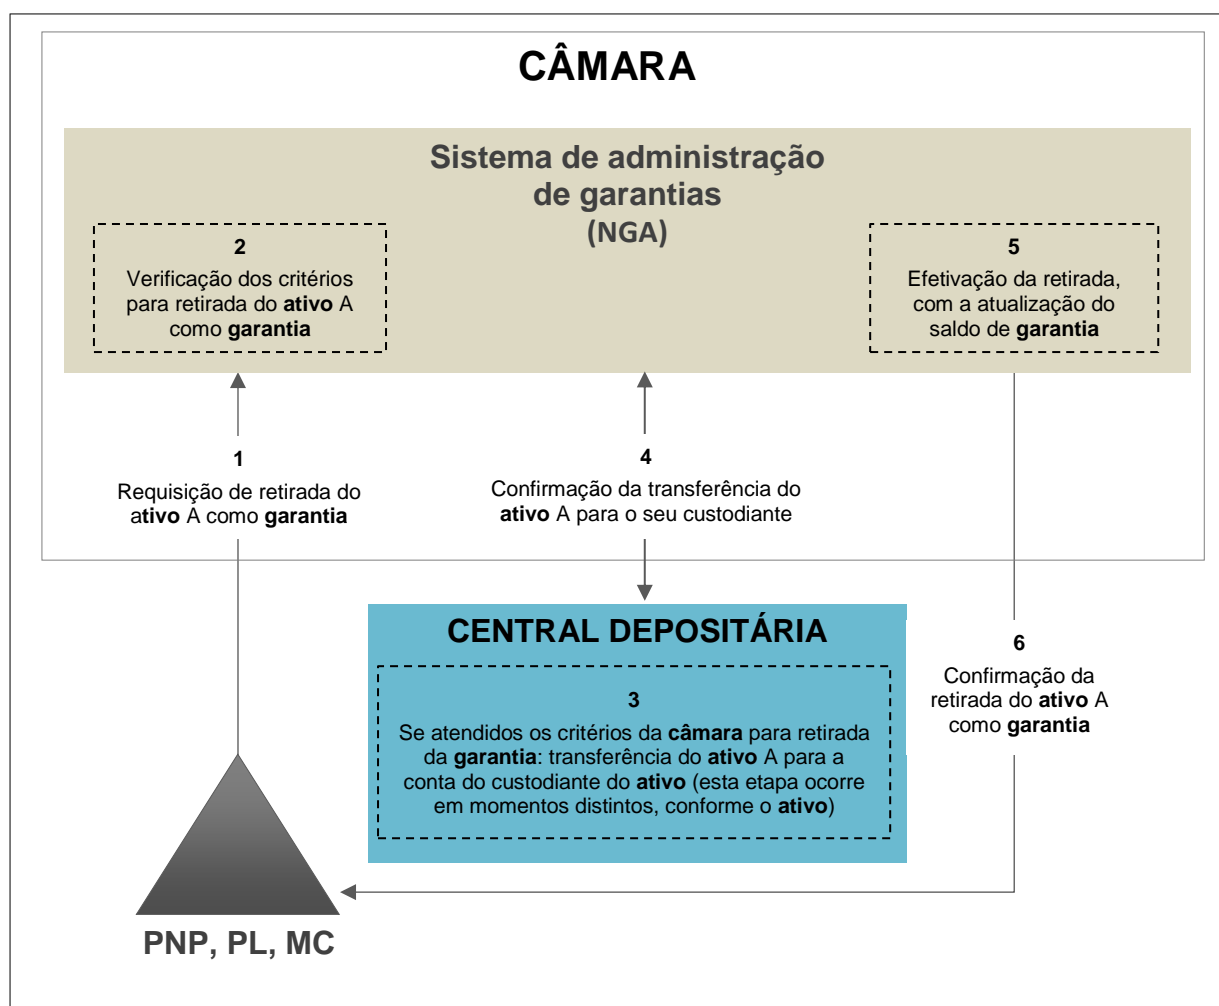 CÂMARA
Sistema de administração
de garantias
(NGA)
2
Verificação dos critérios
para retirada do ativo A
como garantia
5
Efetivação da retirada,
com a atualização do
saldo de garantia
1
Requisição de retirada do
ativo A como garantia
4
Confirmação da transferência do
ativo A para o seu custodiante
CENTRAL DEPOSITÁRIA
3
Se atendidos os critérios da câmara para retirada
da garantia: transferência do ativo A para a
conta do custodiante do ativo (esta etapa ocorre
em momentos distintos, conforme o ativo)
6
Confirmação da
retirada do ativo A
como garantia
PNP, PL, MC